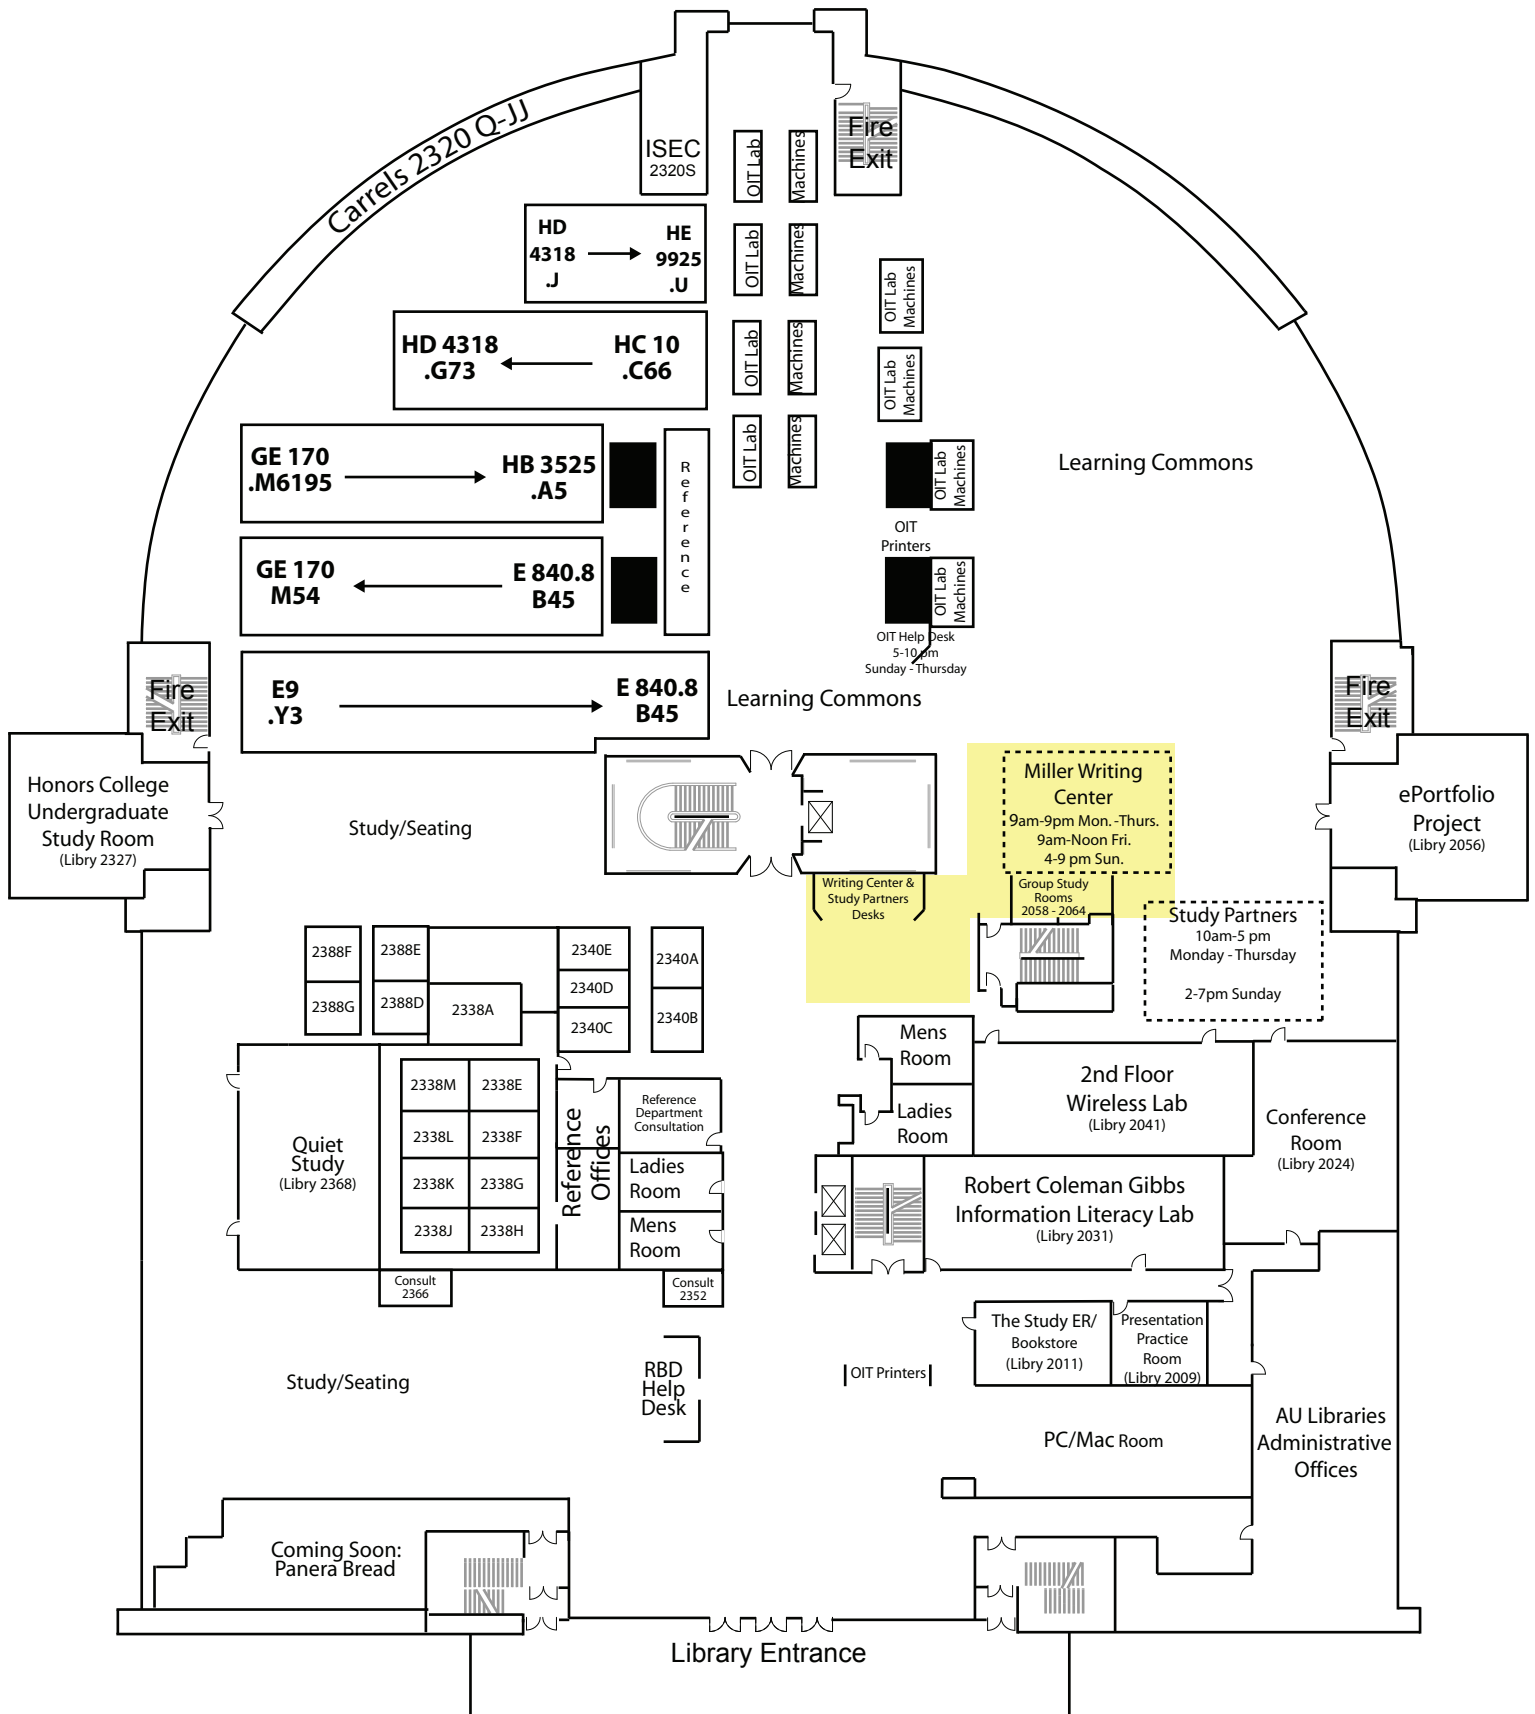 Carrels 2320 Q-JJ
ISEC
2320S
Fire
Exit
OIT Lab
Machines
HD
4318
.J
HE
9925
.U
OIT Lab
Machines
OIT Lab
Machines
HD 4318
.G73
HC 10
.C66
OIT Lab
Machines
OIT Lab
Machines
GE 170
.M6195
HB 3525
.A5
Reference
OIT Lab
Machines
OIT Lab
Machines
Learning Commons
OIT
Printers
GE 170
M54
E 840.8
B45
OIT Lab
Machines
OIT Help Desk
5-10 pm
Sunday - Thursday
E9
.Y3
E 840.8
B45
Learning Commons
Fire
Exit
Fire
Exit
Honors College
Undergraduate
Study Room
(Libry 2327)
Study/Seating
Miller Writing
Center
9am-9pm Mon. -Thurs.
9am-Noon Fri.
4-9 pm Sun.
ePortfolio
Project
(Libry 2056)
Writing Center &
Study Partners
Desks
Group Study
Rooms
2058 - 2064
Study Partners
10am-5 pm
Monday - Thursday
2-7pm Sunday
2388F
2388E
2340E
2340A
2388G
2388D
2338A
2340D
2340C
2340B
Mens
Room
2338M
2338E
2338L
2338F
2338K
2338G
2338J
2338H
Quiet
Study
(Libry 2368)
Reference
Offices
Reference
Department
Consultation
Ladies
Room
Mens
Room
Ladies
Room
2nd Floor
Wireless Lab
(Libry 2041)
Conference
Room
(Libry 2024)
Robert Coleman Gibbs
Information Literacy Lab
(Libry 2031)
Consult
2366
Consult
2352
The Study ER/
Bookstore
(Libry 2011)
Presentation
Practice
Room
(Libry 2009)
Study/Seating
RBD
Help
Desk
OIT Printers
PC/Mac Room
AU Libraries
Administrative
Offices
Coming Soon:
Panera Bread
Library Entrance